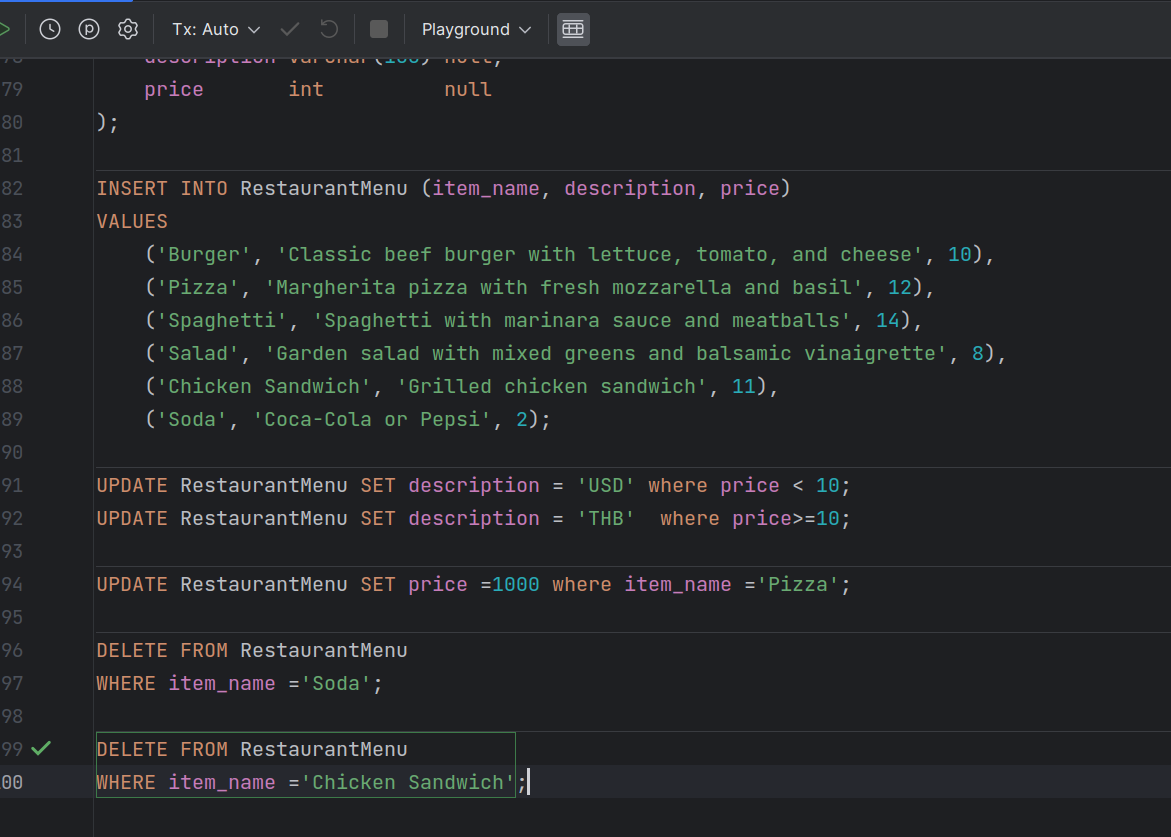 Tx: Auto Playground
description varchar(100) null,
79 price int null
80 );
81
82 INSERT INTO RestaurantMenu (item_name, description, price)
83 VALUES
84 ('Burger', 'Classic beef burger with lettuce, tomato, and cheese', 10),
85 ('Pizza', 'Margherita pizza with fresh mozzarella and basil', 12),
86 ('Spaghetti', 'Spaghetti with marinara sauce and meatballs', 14),
87 ('Salad', 'Garden salad with mixed greens and balsamic vinaigrette', 8),
88 ('Chicken Sandwich', 'Grilled chicken sandwich', 11),
89 ('Soda', 'Coca-Cola or Pepsi', 2);
90
91 UPDATE RestaurantMenu SET description = 'USD' where price < 10;
92 UPDATE RestaurantMenu SET description = 'THB'  where price>=10;
93
94 UPDATE RestaurantMenu SET price =1000 where item_name ='Pizza';
95
96 DELETE FROM RestaurantMenu
97 WHERE item_name ='Soda';
98
99 DELETE FROM RestaurantMenu
00 WHERE item_name ='Chicken Sandwich';